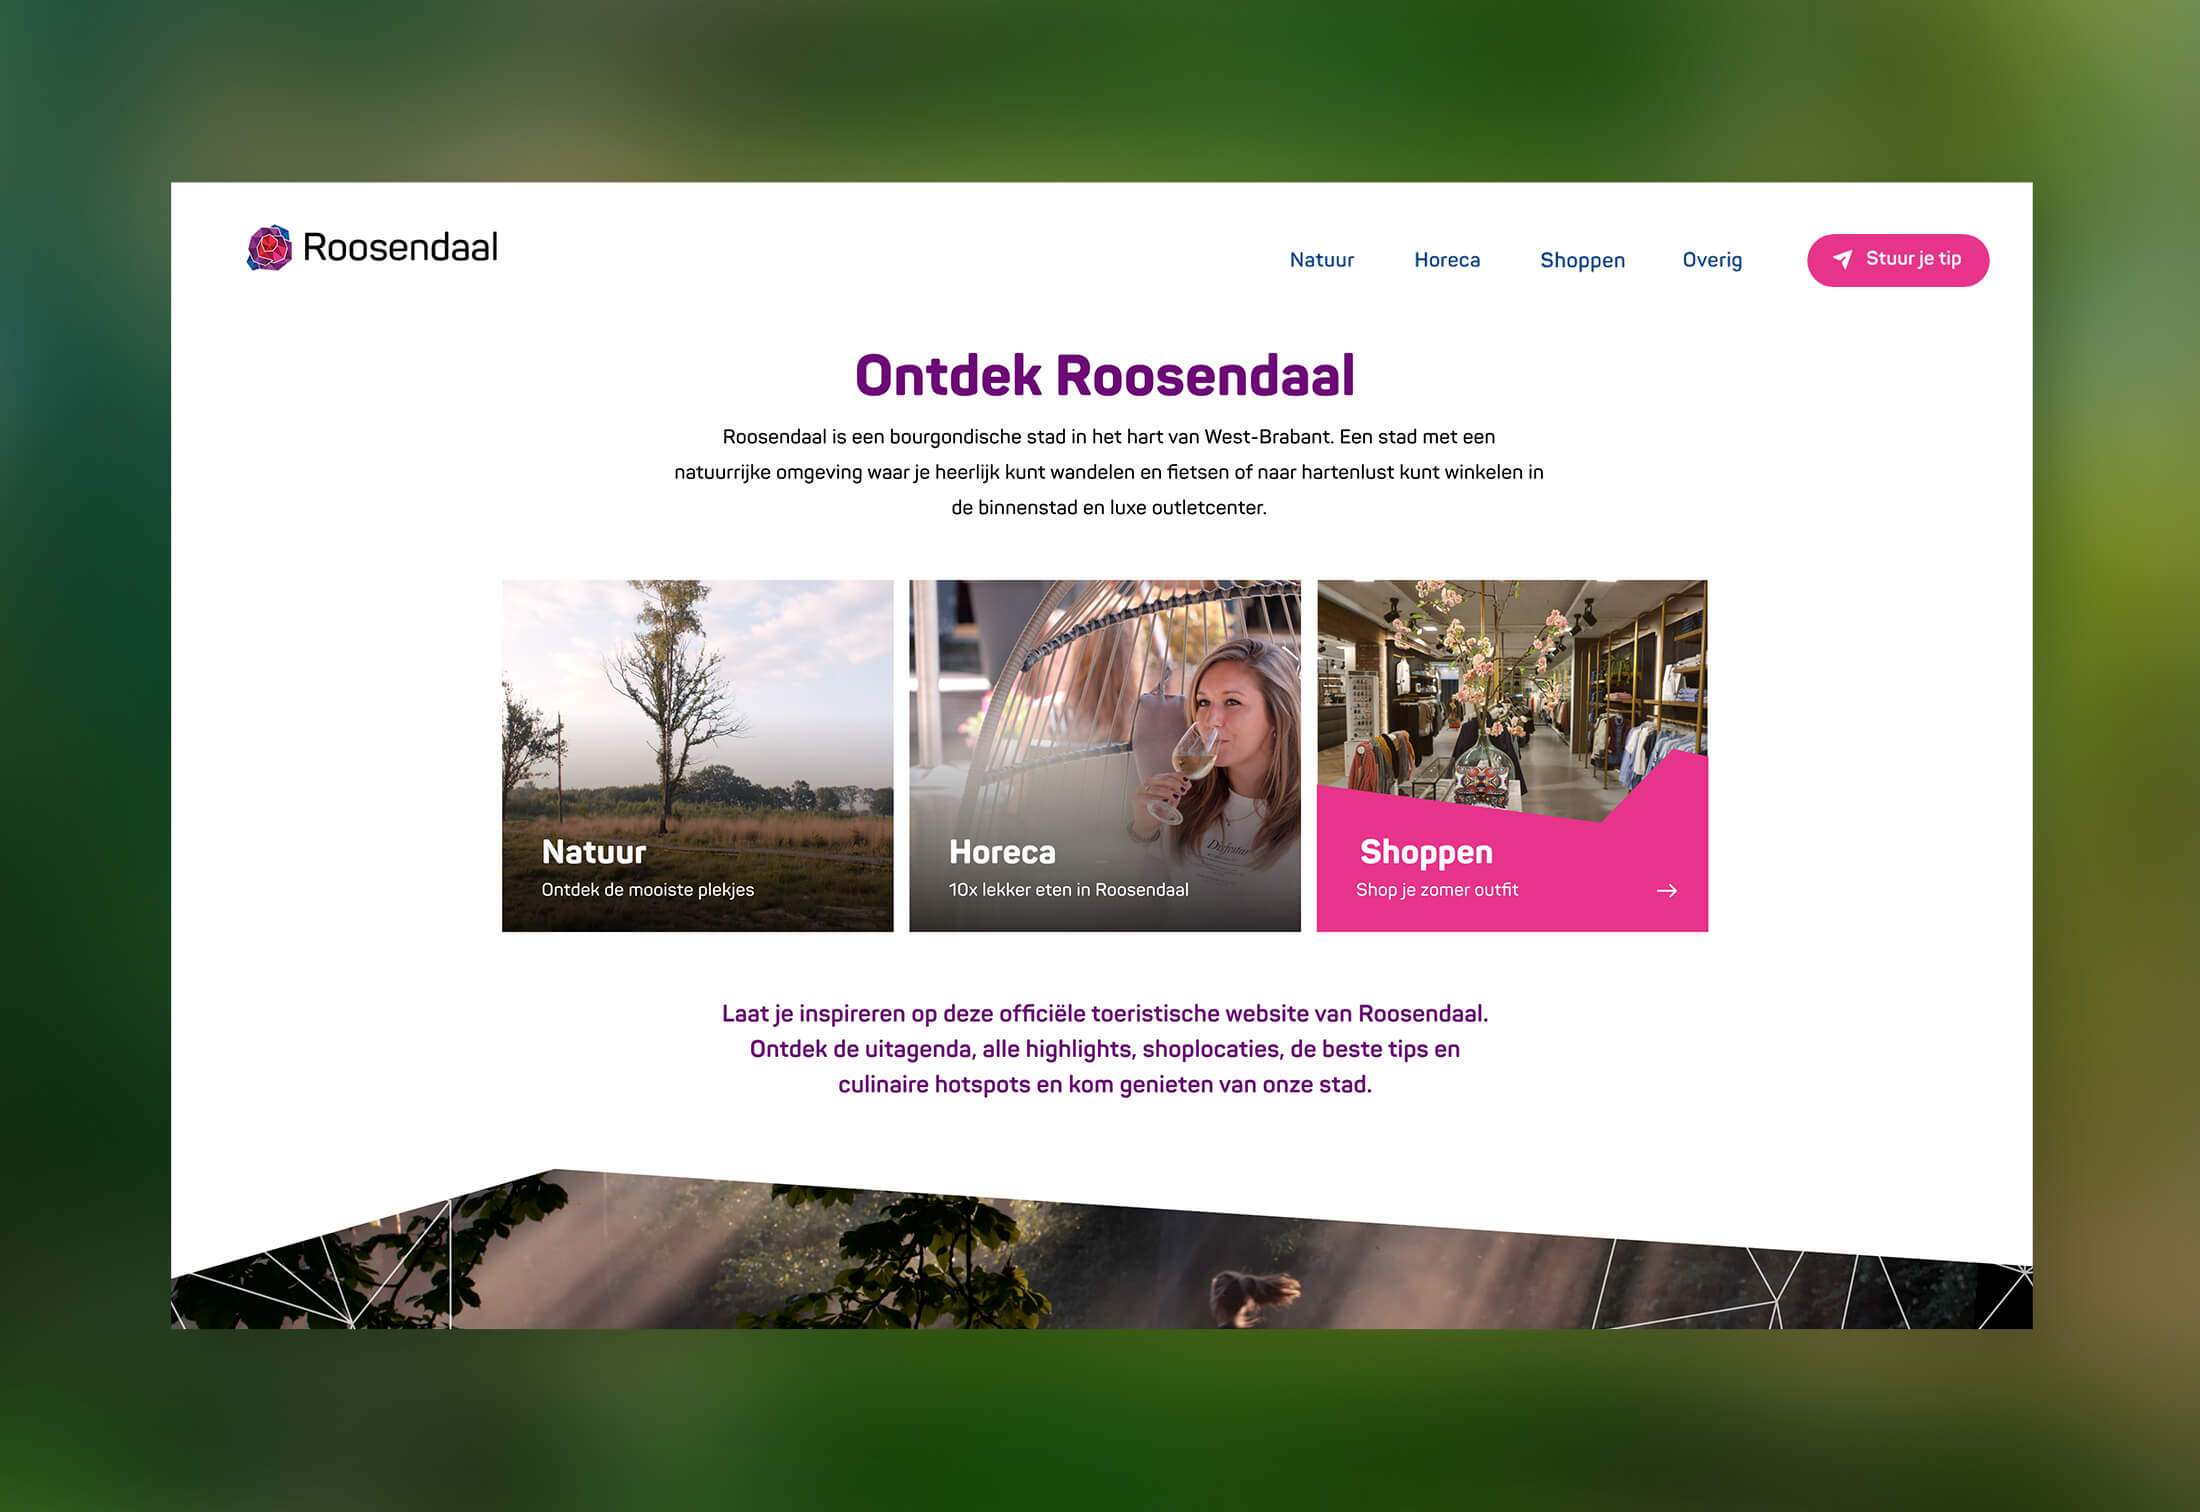 Roosendaal
Natuur
Horeca
Shoppen
Overig
Stuur je tip
Ontdek Roosendaal
Roosendaal is een bourgondische stad in het hart van West-Brabant. Een stad met een
natuurrijke omgeving waar je heerlijk kunt wandelen en fietsen of naar hartenlust kunt winkelen in
de binnenstad en luxe outletcenter.
Natuur
Ontdek de mooiste plekjes
Horeca
10x lekker eten in Roosendaal
Shoppen
Shop je zomer outfit
Laat je inspireren op deze officiële toeristische website van Roosendaal.
Ontdek de uitagenda, alle highlights, shoplocaties, de beste tips en
culinaire hotspots en kom genieten van onze stad.